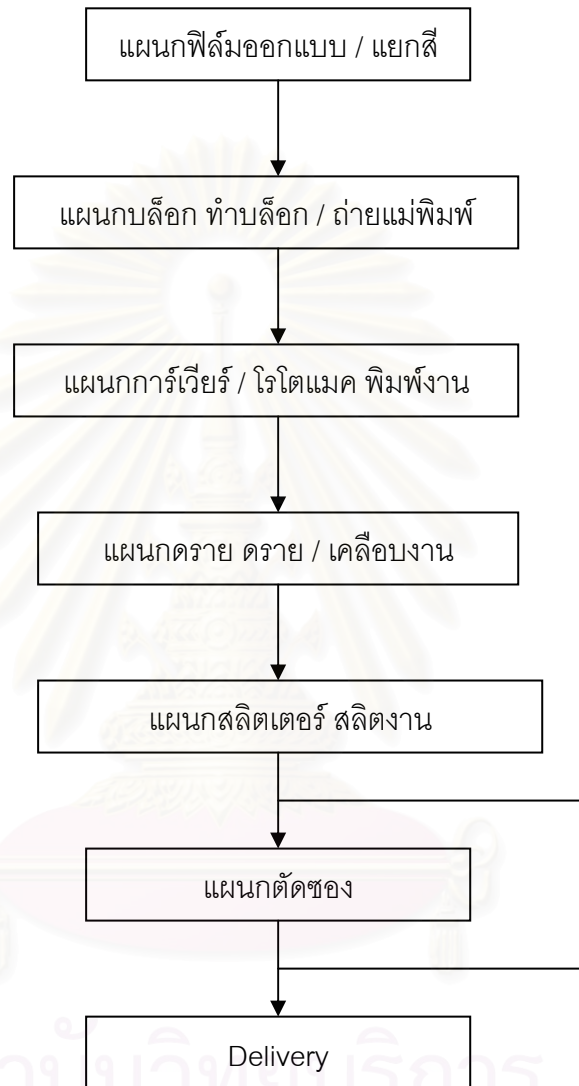 แผนกฟิล์มออกแบบ / แยกสี
แผนกบล็อก ทำบล็อก / ถ่ายแม่พิมพ์
แผนกการ์เวียร์ / โรโตแมค พิมพ์งาน
แผนกดราย ดราย / เคลือบงาน
แผนกสลิตเตอร์ สลิตงาน
แผนกตัดซอง
Delivery